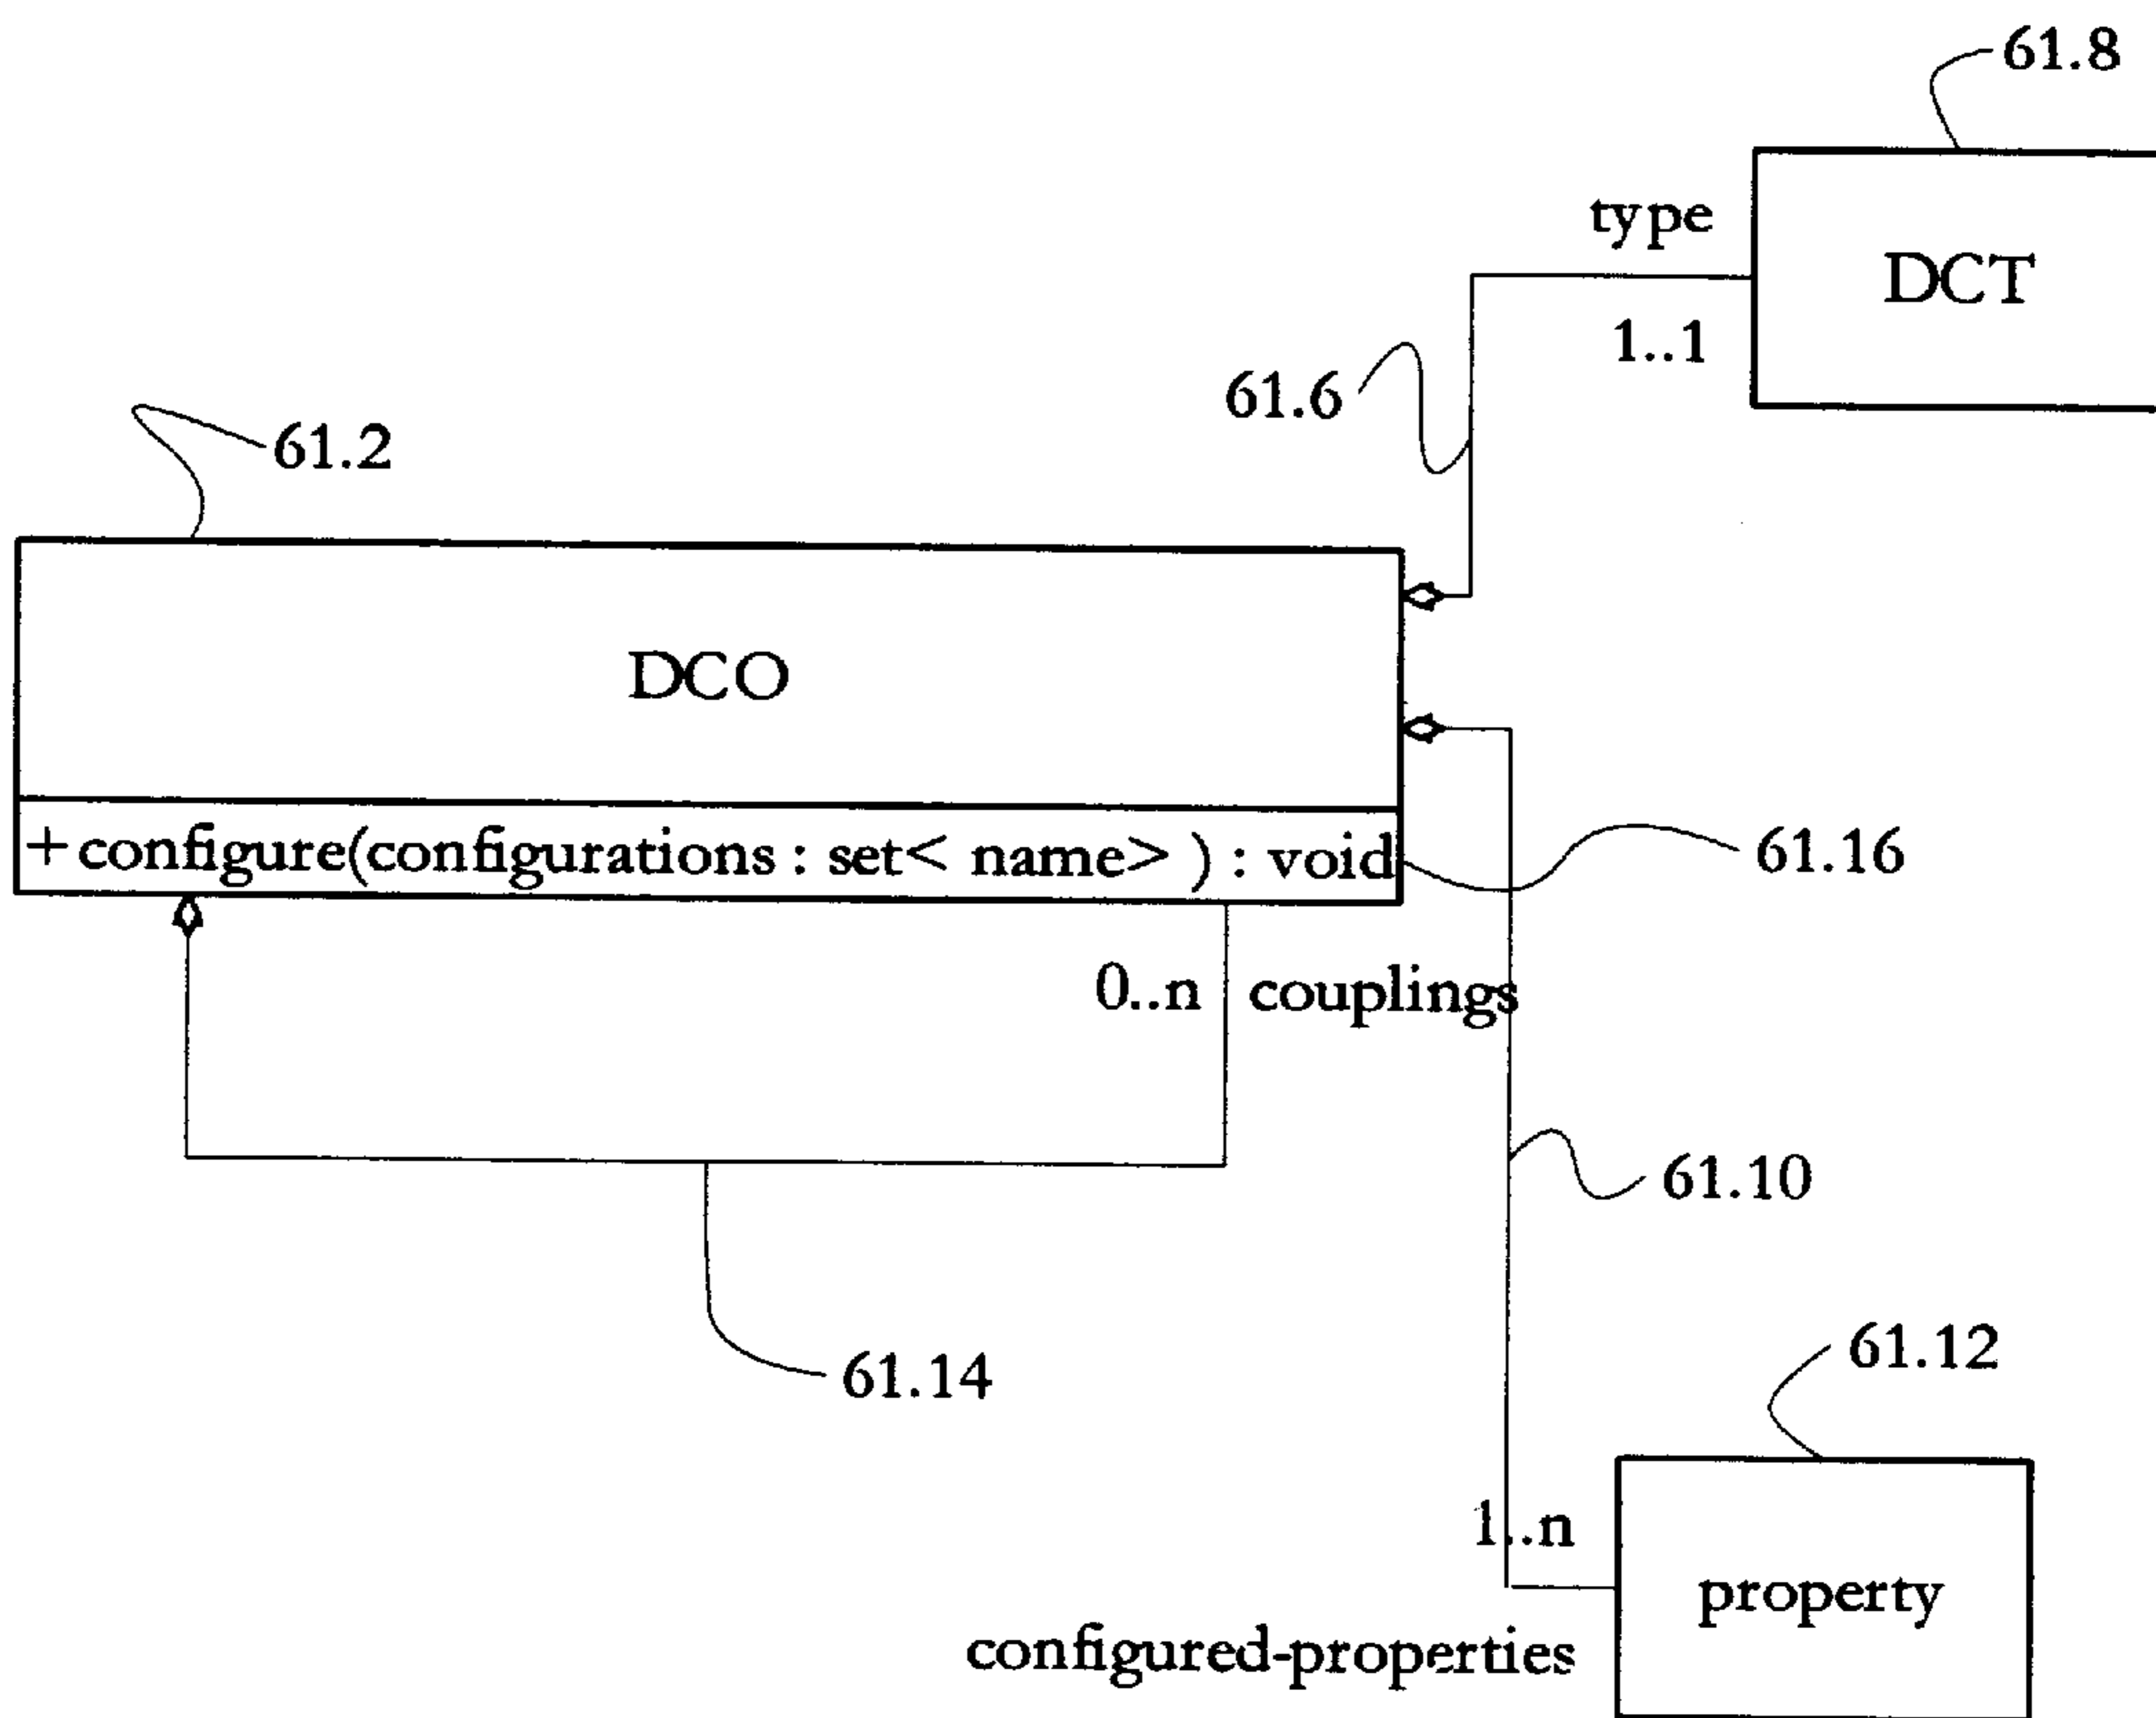 61.8
type
DCT
1..1
61.6
61.2
DCO
+configure(configurations : set< name> ) : void
61.16
0..n couplings
61.10
61.14
61.12
1..n
property
configured-properties